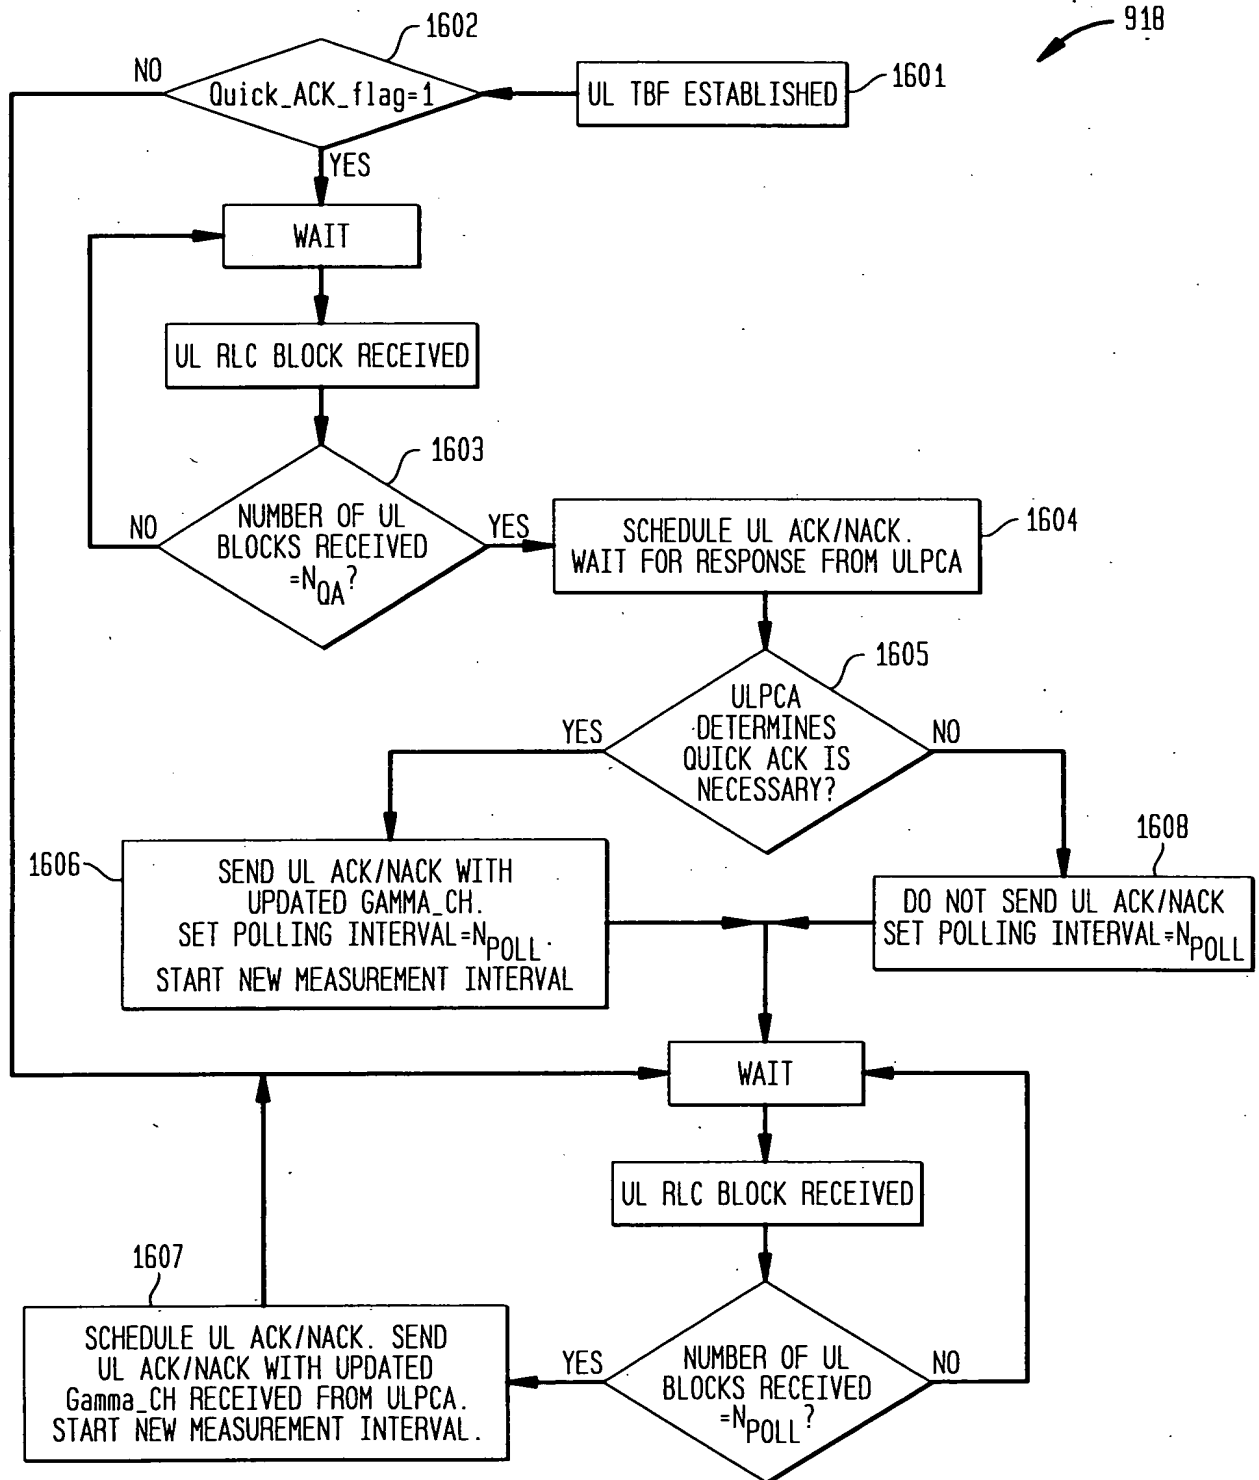 918
1602
NO
Quick_ACK_flag=1
UL TBF ESTABLISHED
1601
YES
WAIT
UL RLC BLOCK RECEIVED
1603
NUMBER OF UL
BLOCKS RECEIVED
=NQA?
NO
YES
SCHEDULE UL ACK/NACK.
WAIT FOR RESPONSE FROM ULPCA
1604
1605
ULPCA
DETERMINES
QUICK ACK IS
NECESSARY?
YES
NO
1606
SEND UL ACK/NACK WITH
UPDATED GAMMA_CH.
SET POLLING INTERVAL=NPOLL.
START NEW MEASUREMENT INTERVAL
1608
DO NOT SEND UL ACK/NACK
SET POLLING INTERVAL=NPOLL
WAIT
UL RLC BLOCK RECEIVED
1607
SCHEDULE UL ACK/NACK. SEND
UL ACK/NACK WITH UPDATED
Gamma_CH RECEIVED FROM ULPCA.
START NEW MEASUREMENT INTERVAL.
YES
NUMBER OF UL
BLOCKS RECEIVED
=NPOLL?
NO